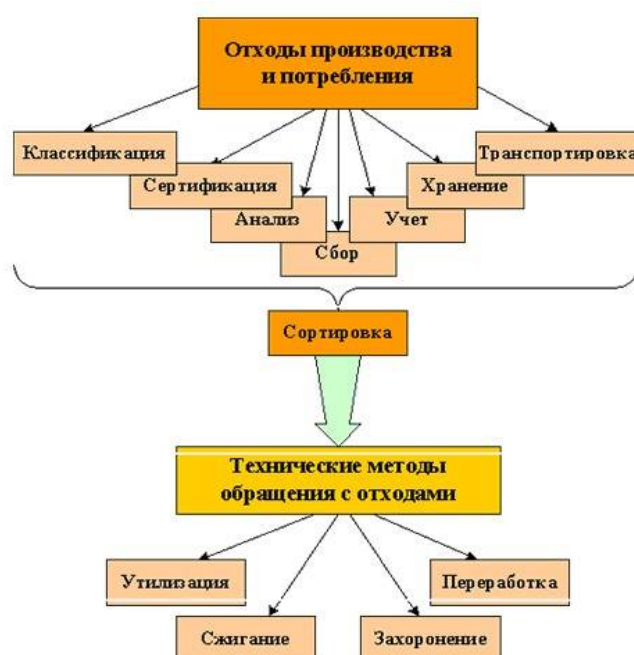 Отходы производства
и потребления
Классификация
Транспортировка
Сертификация
Хранение
Анализ
Учет
Сбор
Сортировка
Технические методы
обращения с отходами
Утилизация
Переработка
Сжигание
Захоронение